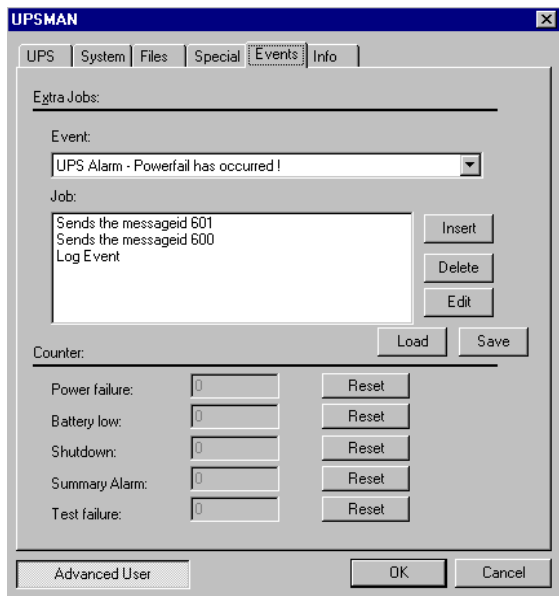 UPSMAN
UPS System Files Special Events Info
Extra Jobs:
Event:
UPS Alarm - Powerfail has occurred !
Job:
Sends the messageid 601
Sends the messageid 600
Log Event
Insert
Delete
Edit
Load Save
Counter:
Power failure: 0 Reset
Battery low: 0 Reset
Shutdown: 0 Reset
Summary Alarm: 0 Reset
Test failure: 0 Reset
Advanced User OK Cancel